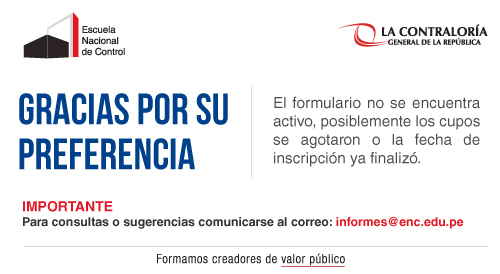 Escuela
Nacional
de Control
LA CONTRALORÍA
GENERAL DE LA REPÚBLICA
GRACIAS POR SU
PREFERENCIA
El formulario no se encuentra
activo, posiblemente los cupos
se agotaron o la fecha de
inscripción ya finalizó.
IMPORTANTE
Para consultas o sugerencias comunicarse al correo: informes@enc.edu.pe
Formamos creadores de valor público